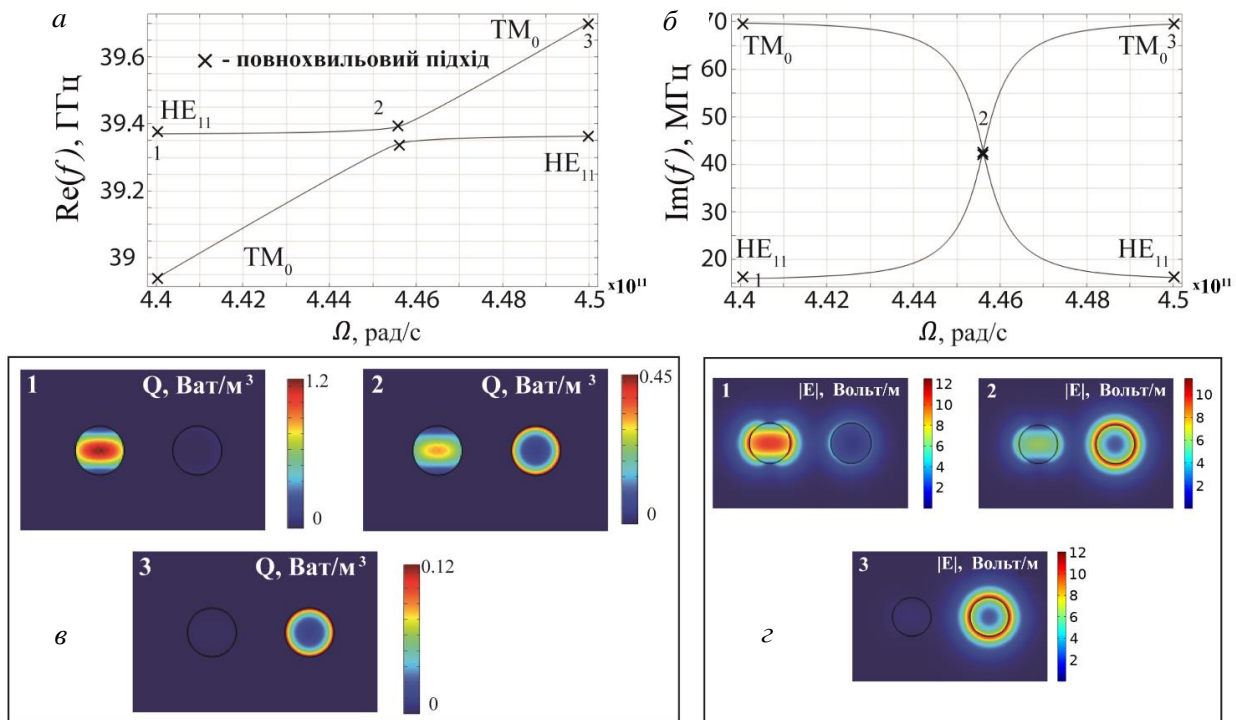 а
Re(f), ГГц
39.6
39.4
39.2
39
4.4
4.42
4.44
4.46
4.48
4.5
x10¹¹
Ω, рад/с
× - повнохвильовий підхід
TM₀
3
HE₁₁
1
2
HE₁₁
TM₀
б
Im(f), МГц
70
60
50
40
30
20
4.4
4.42
4.44
4.46
4.48
4.5
x10¹¹
Ω, рад/с
TM₀
TM₀
3
2
HE₁₁
1
HE₁₁
1
Q, Ват/м³
1.2
0
2
Q, Ват/м³
0.45
0
3
Q, Ват/м³
0.12
0
в
1
|E|, Вольт/м
12
10
8
6
4
2
2
|E|, Вольт/м
10
8
6
4
2
3
|E|, Вольт/м
12
10
8
6
4
2
г